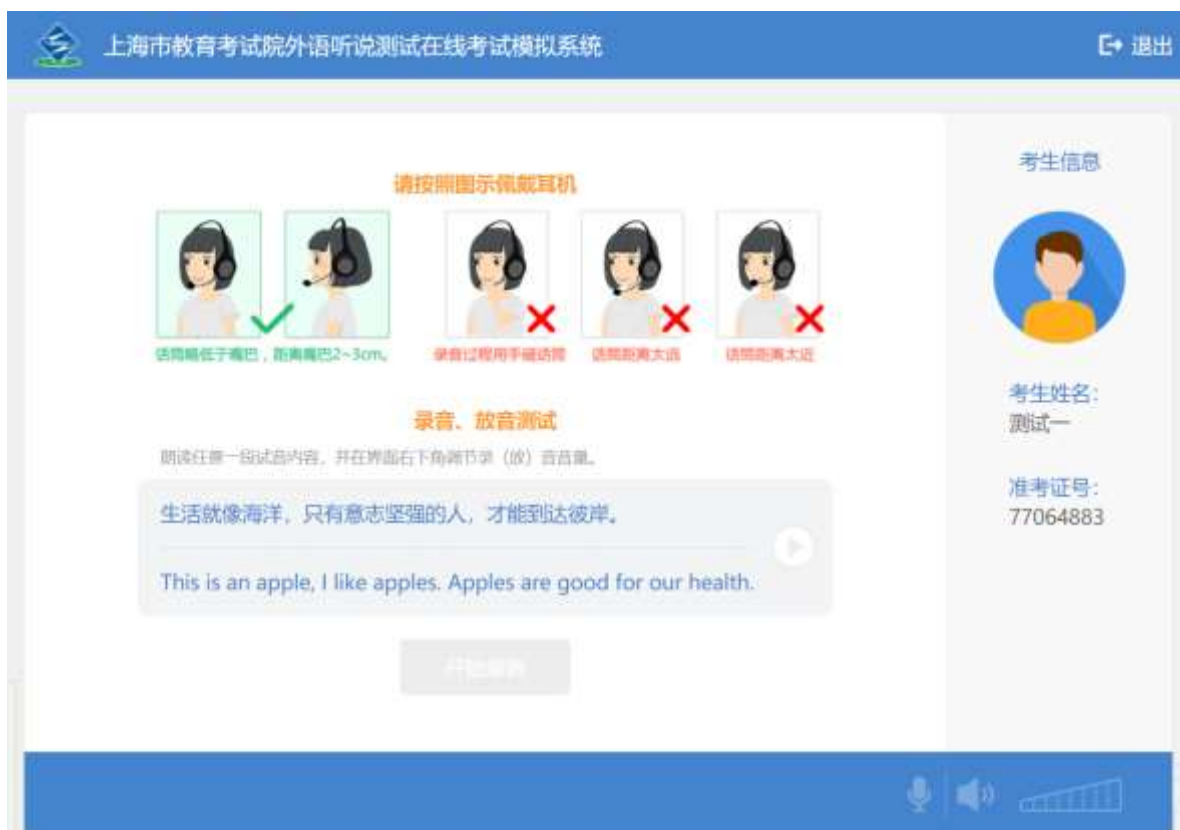 上海市教育考试院外语听说测试在线考试模拟系统
退出
请按照图示佩戴耳机
话筒略低于嘴巴，距离嘴巴2~3cm。
录音过程用手碰话筒
话筒距离太远
话筒距离太近
录音、放音测试
朗读任意一段试音内容，并在界面右下角调节录（放）音音量。
生活就像海洋，只有意志坚强的人，才能到达彼岸。
This is an apple, I like apples. Apples are good for our health.
考生信息
考生姓名：
测试一
准考证号：
77064883